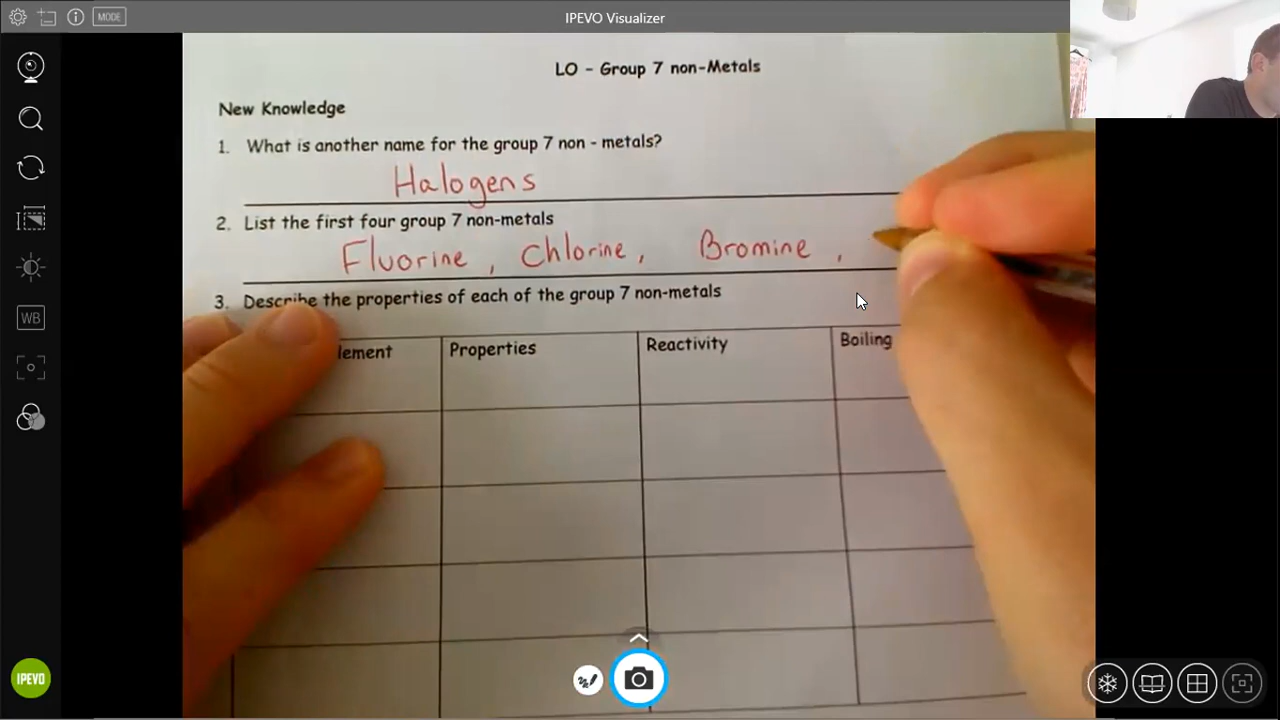 IPEVO Visualizer
MODE
LO - Group 7 non-Metals
New Knowledge
1. What is another name for the group 7 non - metals?
Halogens
2. List the first four group 7 non-metals
Fluorine, Chlorine, Bromine,
3. Describe the properties of each of the group 7 non-metals
lement Properties Reactivity Boiling
WB
IPEVO